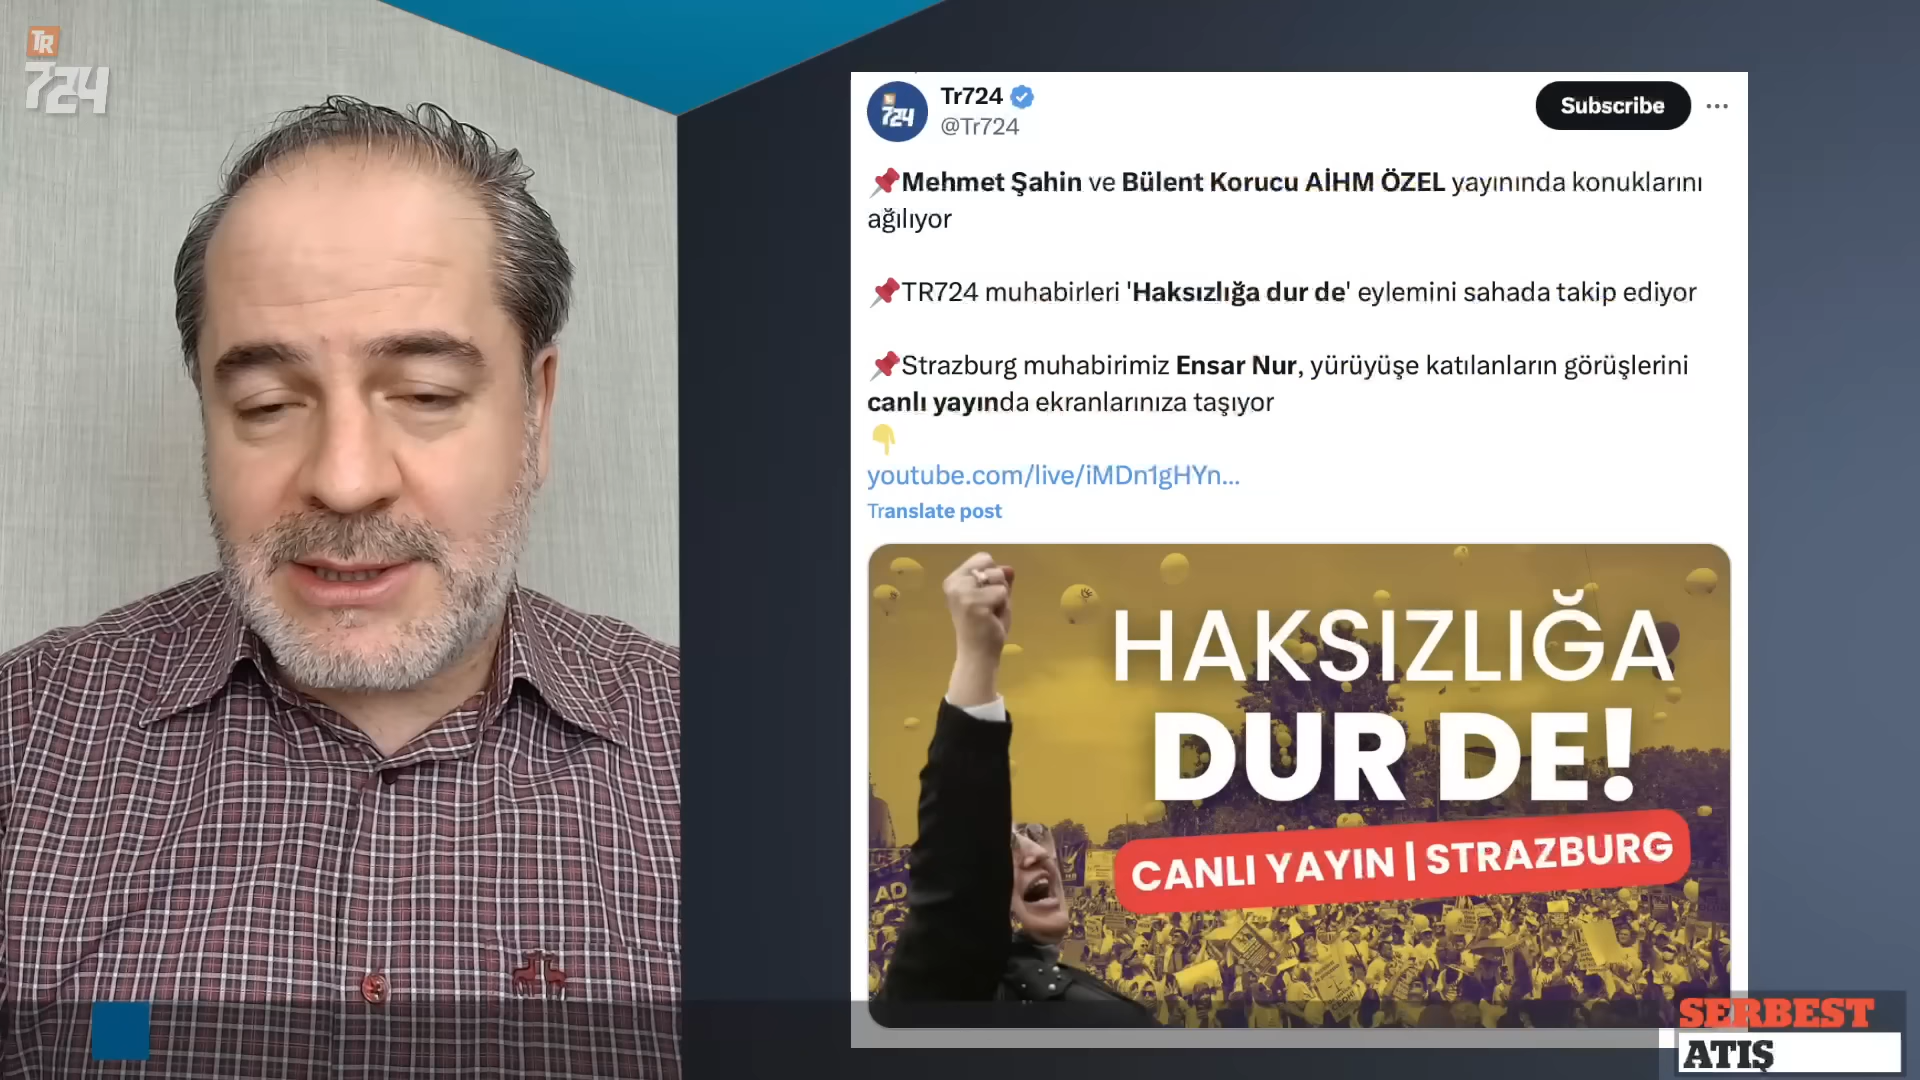 TR
724
724
Tr724
@Tr724
Subscribe
Mehmet Şahin ve Bülent Korucu AİHM ÖZEL yayınında konuklarını
ağılıyor
TR724 muhabirleri 'Haksızlığa dur de' eylemini sahada takip ediyor
Strazburg muhabirimiz Ensar Nur, yürüyüşe katılanların görüşlerini
canlı yayında ekranlarınıza taşıyor
youtube.com/live/iMDn1gHYn...
Translate post
HAKSIZLIĞA
DUR DE!
CANLI YAYIN | STRAZBURG
AD
SERBEST
ATIŞ